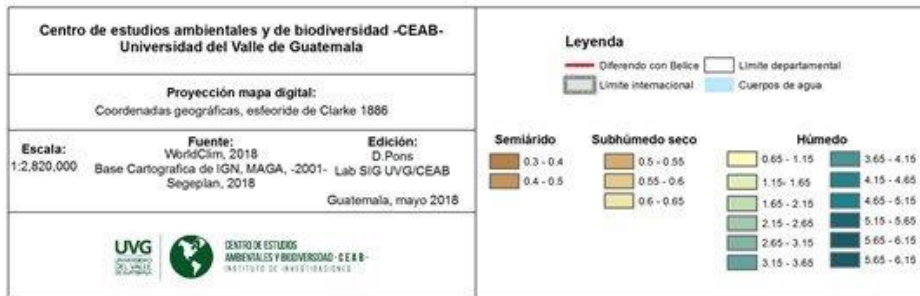 Centro de estudios ambientales y de biodiversidad -CEAB-
Universidad del Valle de Guatemala
Proyección mapa digital:
Coordenadas geográficas, esfeoride de Clarke 1886
Escala:
1:2,820,000
Fuente:
WorldClim, 2018
Base Cartografica de IGN, MAGA, -2001-
Segeplan, 2018
Edición:
D.Pons
Lab SIG UVG/CEAB
Guatemala, mayo 2018
UVG
UNIVERSIDAD
DEL VALLE
DE GUATEMALA
CENTRO DE ESTUDIOS
AMBIENTALES Y BIODIVERSIDAD - C E A B -
INSTITUTO DE INVESTIGACIONES
Leyenda
Diferendo con Belice
Límite departamental
Límite internacional
Cuerpos de agua
Semiárido
0.3 - 0.4
0.4 - 0.5
Subhúmedo seco
0.5 - 0.55
0.55 - 0.6
0.6 - 0.65
Húmedo
0.65 - 1.15
1.15- 1.65
1.65 - 2.15
2.15 - 2.65
2.65 - 3.15
3.15 - 3.65
3.65 - 4.15
4.15 - 4.65
4.65 - 5.15
5.15 - 5.65
5.65 - 6.15
5.65 - 6.15